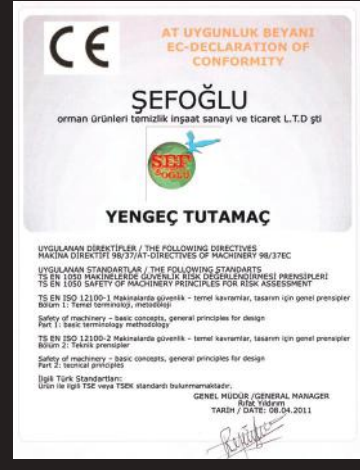 CE
AT UYGUNLUK BEYANI
EC-DECLARATION OF
CONFORMITY
ŞEFOĞLU
orman ürünleri temizlik inşaat sanayi ve ticaret L.T.D şti
ŞEF
OĞLU
YENGEÇ TUTAMAÇ
UYGULANAN DİREKTİFLER / THE FOLLOWING DIRECTIVES
MAKİNA DİREKTİFİ 98/37/AT-DIRECTIVES OF MACHINERY 98/37EC
UYGULANAN STANDARTLAR / THE FOLLOWING STANDARTS
TS EN 1050 MAKİNELERDE GÜVENLİK RİSK DEĞERLENDİRMESİ PRENSİPLERİ
TS EN 1050 SAFETY OF MACHINERY PRINCIPLES FOR RISK ASSESSMENT
TS EN ISO 12100-1 Makinalarda güvenlik – temel kavramlar, tasarım için genel prensipler
Bölüm 1: Temel terminoloji, metodoloji
Safety of machinery – basic concepts, general principles for design
Part 1: basic terminology methodology
TS EN ISO 12100-2 Makinalarda güvenlik – temel kavramlar, tasarım için genel prensipler
Bölüm 2: Teknik prensipler
Safety of machinery – basic concepts, general principles for design
Part 2: tecnical principles
İlgili Türk Standartları:
Ürün ile ilgili TSE veya TSEK standardı bulunmamaktadır.
GENEL MÜDÜR /GENERAL MANAGER
Rıfat Yıldırım
TARİH / DATE: 08.04.2011